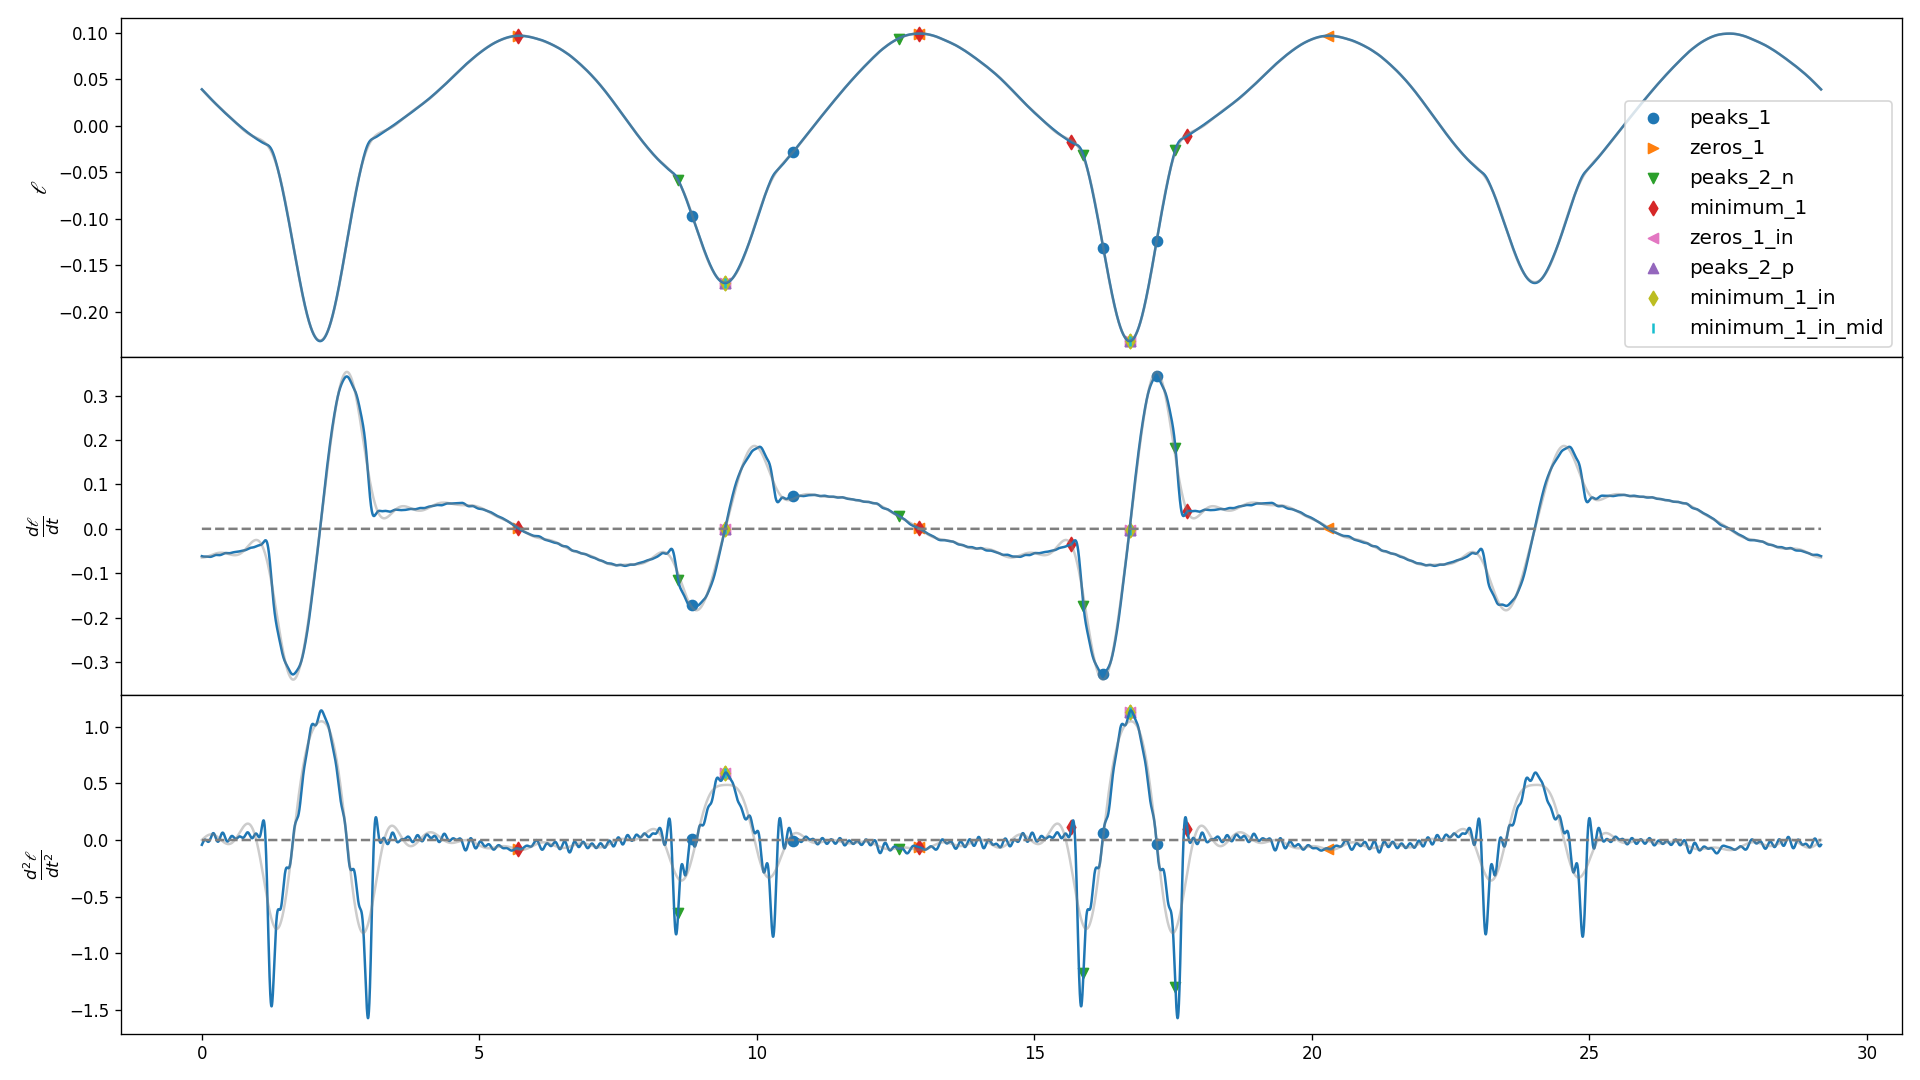 0.10
0.05
0.00
−0.05
−0.10
−0.15
−0.20
ℓ
peaks_1
zeros_1
peaks_2_n
minimum_1
zeros_1_in
peaks_2_p
minimum_1_in
minimum_1_in_mid
0.3
0.2
0.1
0.0
−0.1
−0.2
−0.3
dℓ
dt
1.0
0.5
0.0
−0.5
−1.0
−1.5
d²ℓ
dt²
0 5 10 15 20 25 30